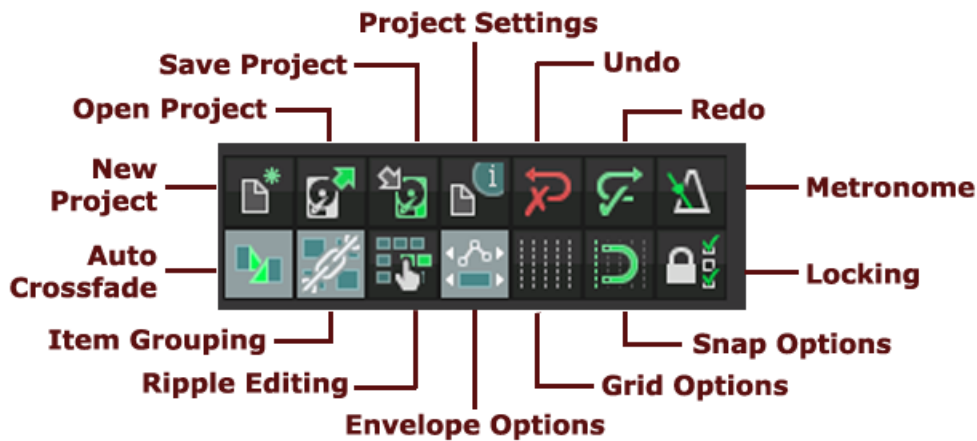 Project Settings
Save Project
Undo
Open Project
Redo
New
Project
Metronome
Auto
Crossfade
Locking
Item Grouping
Snap Options
Ripple Editing
Grid Options
Envelope Options